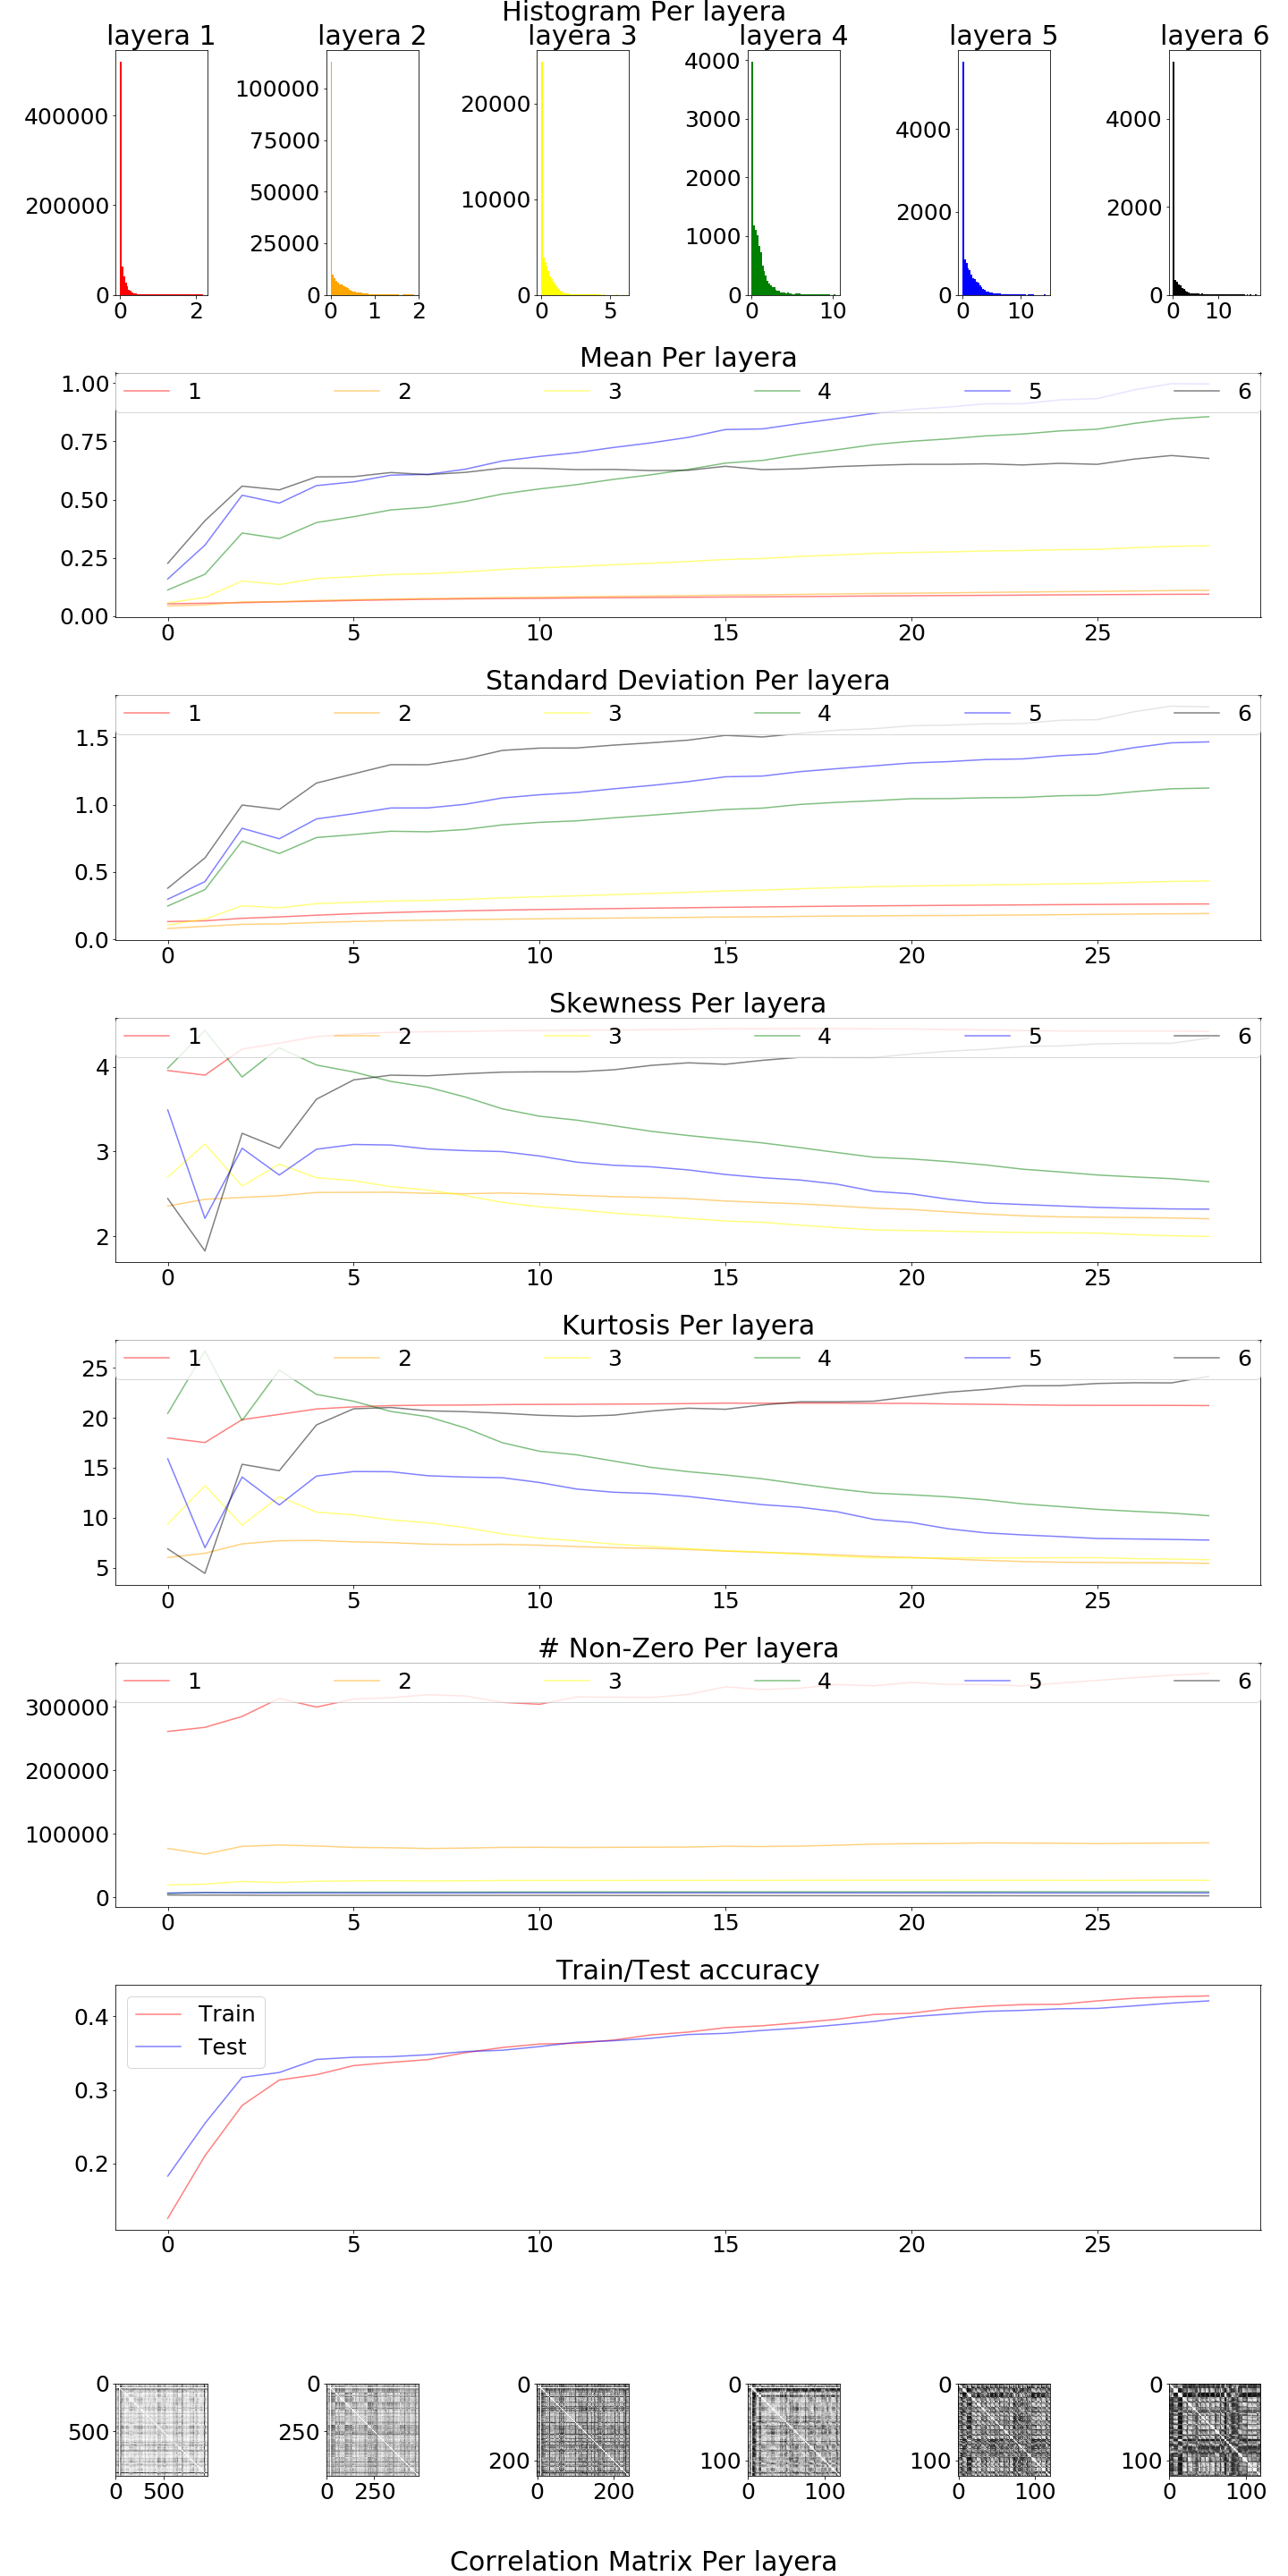 Histogram Per layera
layera 1 layera 2 layera 3 layera 4 layera 5 layera 6
400000 200000 0
0 2
100000 75000 50000 25000 0
0 1 2
20000 10000 0
0 5
4000 3000 2000 1000 0
0 10
4000 2000 0
0 10
4000 2000 0
0 10
Mean Per layera
1 2 3 4 5 6
1.00
0.75
0.50
0.25
0.00
0 5 10 15 20 25
Standard Deviation Per layera
1 2 3 4 5 6
1.5
1.0
0.5
0.0
0 5 10 15 20 25
Skewness Per layera
1 2 3 4 5 6
4
3
2
0 5 10 15 20 25
Kurtosis Per layera
1 2 3 4 5 6
25
20
15
10
5
0 5 10 15 20 25
# Non-Zero Per layera
1 2 3 4 5 6
300000
200000
100000
0
0 5 10 15 20 25
Train/Test accuracy
Train
Test
0.4
0.3
0.2
0 5 10 15 20 25
0 500
0 500
0 250
0 250
0 200
0 200
0 100
0 100
0 100
0 100
0 100
0 100
Correlation Matrix Per layera